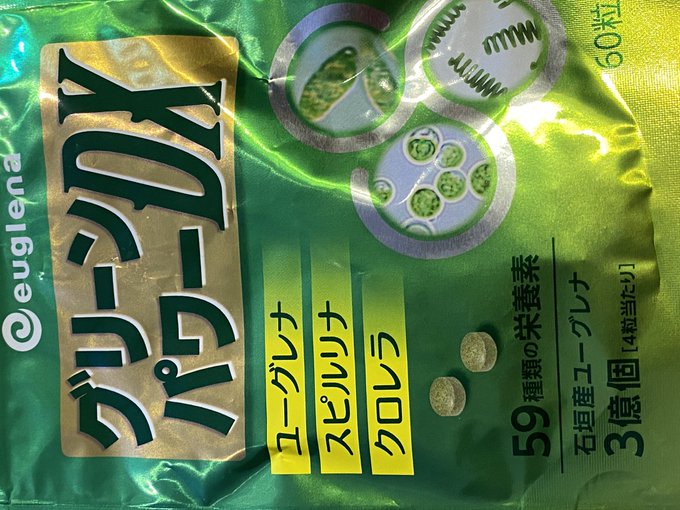 euglena
グリーン
パワーDX
ユーグレナ
スピルリナ
クロレラ
59種類の栄養素
石垣産ユーグレナ
3億個[4粒当たり]
60粒